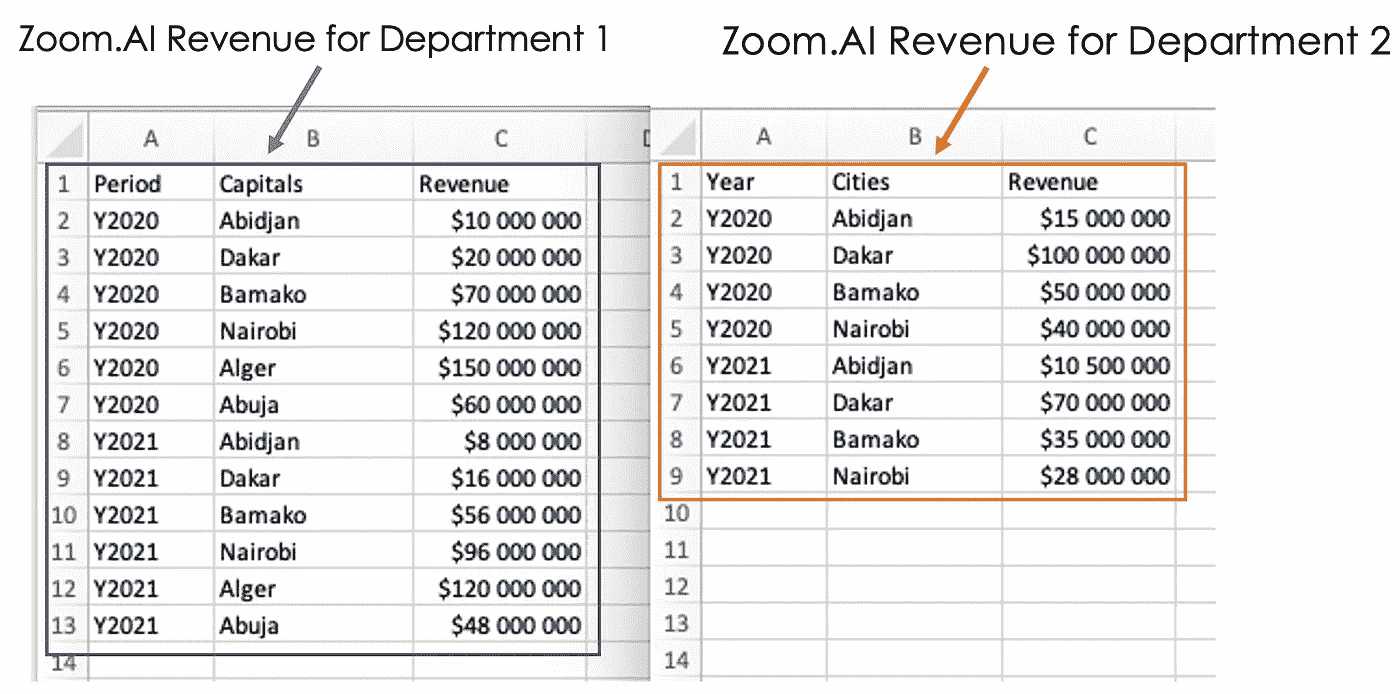 Zoom.AI Revenue for Department 1
A B C
1 Period Capitals Revenue
2 Y2020 Abidjan $10 000 000
3 Y2020 Dakar $20 000 000
4 Y2020 Bamako $70 000 000
5 Y2020 Nairobi $120 000 000
6 Y2020 Alger $150 000 000
7 Y2020 Abuja $60 000 000
8 Y2021 Abidjan $8 000 000
9 Y2021 Dakar $16 000 000
10 Y2021 Bamako $56 000 000
11 Y2021 Nairobi $96 000 000
12 Y2021 Alger $120 000 000
13 Y2021 Abuja $48 000 000
14
Zoom.AI Revenue for Department 2
A B C
1 Year Cities Revenue
2 Y2020 Abidjan $15 000 000
3 Y2020 Dakar $100 000 000
4 Y2020 Bamako $50 000 000
5 Y2020 Nairobi $40 000 000
6 Y2021 Abidjan $10 500 000
7 Y2021 Dakar $70 000 000
8 Y2021 Bamako $35 000 000
9 Y2021 Nairobi $28 000 000
10
11
12
13
14